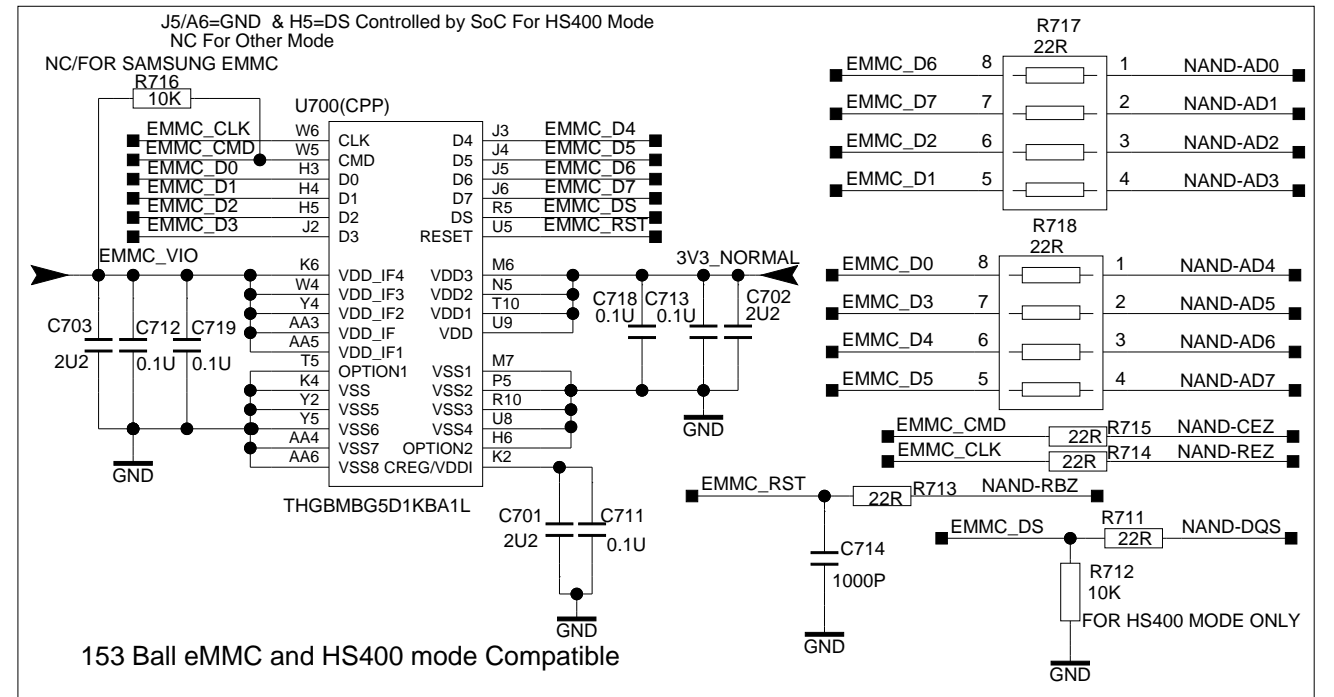 J5/A6=GND & H5=DS Controlled by SoC For HS400 Mode
NC For Other Mode
NC/FOR SAMSUNG EMMC
R716
10K
U700(CPP)
EMMC_CLK W6 CLK D4 J3 EMMC_D4
EMMC_CMD W5 CMD D5 J4 EMMC_D5
EMMC_D0 H3 D0 D6 J5 EMMC_D6
EMMC_D1 H4 D1 D7 J6 EMMC_D7
EMMC_D2 H5 D2 DS R5 EMMC_DS
EMMC_D3 J2 D3 RESET U5 EMMC_RST
EMMC_VIO 3V3_NORMAL
K6 VDD_IF4 VDD3 M6
W4 VDD_IF3 VDD2 N5
Y4 VDD_IF2 VDD1 T10
AA3 VDD_IF VDD U9
AA5 VDD_IF1
T5 OPTION1 VSS1 M7
K4 VSS VSS2 P5
Y2 VSS5 VSS3 R10
Y5 VSS6 VSS4 U8
AA4 VSS7 OPTION2 H6
AA6 VSS8 CREG/VDDI K2
THGBMBG5D1KBA1L
C703 C712 C719
2U2 0.1U 0.1U
GND
C718 C713 C702
0.1U 0.1U 2U2
GND
C701 C711
2U2 0.1U
GND
153 Ball eMMC and HS400 mode Compatible
R717
22R
EMMC_D6 8 1 NAND-AD0
EMMC_D7 7 2 NAND-AD1
EMMC_D2 6 3 NAND-AD2
EMMC_D1 5 4 NAND-AD3
R718
22R
EMMC_D0 8 1 NAND-AD4
EMMC_D3 7 2 NAND-AD5
EMMC_D4 6 3 NAND-AD6
EMMC_D5 5 4 NAND-AD7
EMMC_CMD 22R R715 NAND-CEZ
EMMC_CLK 22R R714 NAND-REZ
EMMC_RST 22R R713 NAND-RBZ
C714
1000P
GND
EMMC_DS R711 22R NAND-DQS
R712
10K
FOR HS400 MODE ONLY
GND